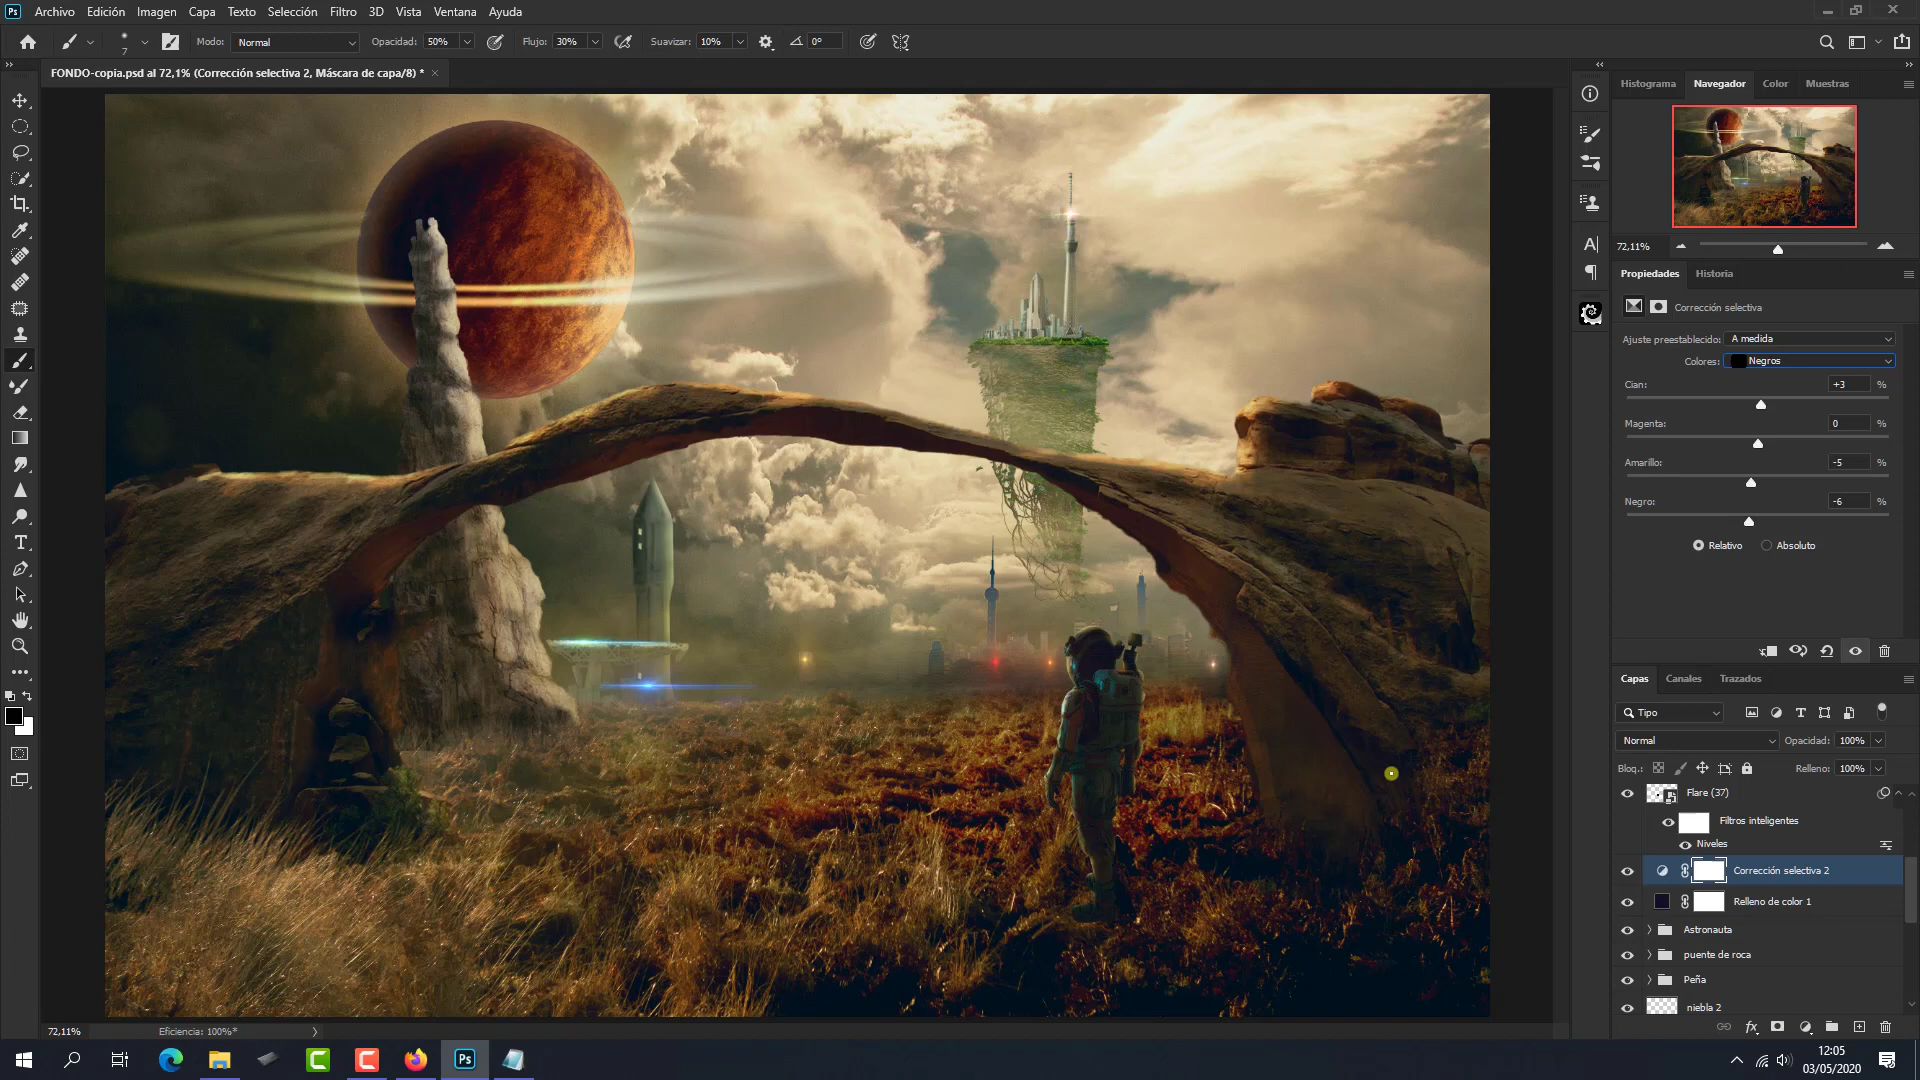 Ps Archivo Edición Imagen Capa Texto Selección Filtro 3D Vista Ventana Ayuda
7 Modo: Normal Opacidad: 50% Flujo: 30% Suavizar: 10% 0°
FONDO-copia.psd al 72,1% (Corrección selectiva 2, Máscara de capa/8) * ×
Histograma Navegador Color Muestras
72,11%
Propiedades Historia
Corrección selectiva
Ajuste preestablecido: A medida
Colores: Negros
Cian: +3 %
Magenta: 0 %
Amarillo: -5 %
Negro: -6 %
Relativo Absoluto
Capas Canales Trazados
Tipo
Normal Opacidad: 100%
Bloq.: Relleno: 100%
Flare (37)
Filtros inteligentes
Niveles
Corrección selectiva 2
Relleno de color 1
Astronauta
puente de roca
Peña
niebla 2
72,11% Eficiencia: 100%*
Ps
12:05
03/05/2020